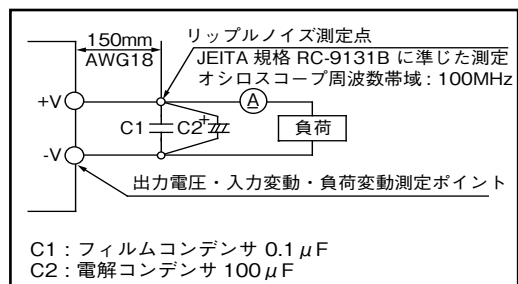 150mm
AWG18
リップルノイズ測定点
JEITA 規格 RC-9131B に準じた測定
オシロスコープ周波数帯域 : 100MHz
+V
A
C1
C2
+
負荷
-V
出力電圧・入力変動・負荷変動測定ポイント
C1 : フィルムコンデンサ 0.1μF
C2 : 電解コンデンサ 100μF